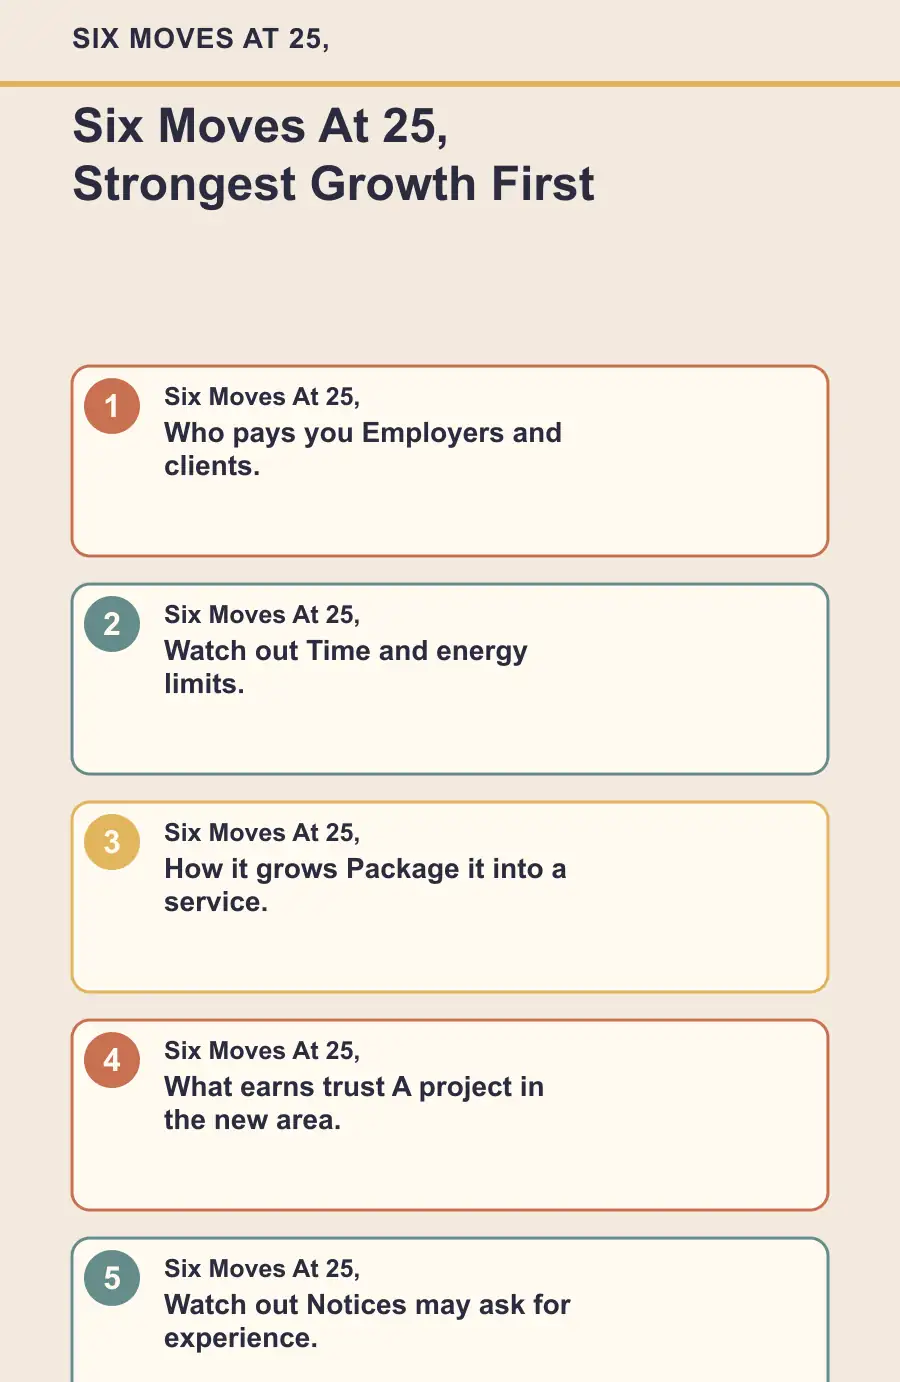 SIX MOVES AT 25,
Six Moves At 25,
Strongest Growth First
1
Six Moves At 25,
Who pays you Employers and
clients.
2
Six Moves At 25,
Watch out Time and energy
limits.
3
Six Moves At 25,
How it grows Package it into a
service.
4
Six Moves At 25,
What earns trust A project in
the new area.
5
Six Moves At 25,
Watch out Notices may ask for
experience.